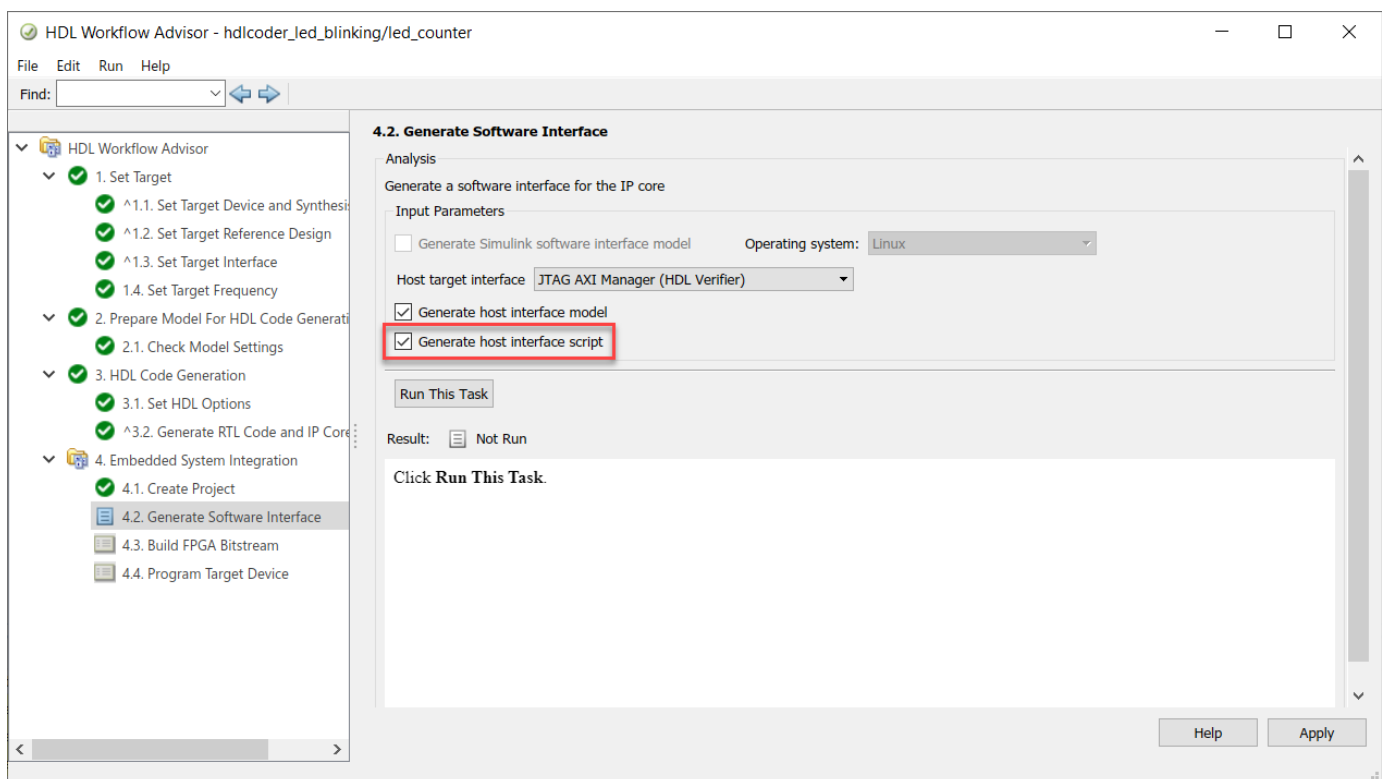 HDL Workflow Advisor - hdlcoder_led_blinking/led_counter
File Edit Run Help
Find:
HDL Workflow Advisor
1. Set Target
^1.1. Set Target Device and Synthesi
^1.2. Set Target Reference Design
^1.3. Set Target Interface
1.4. Set Target Frequency
2. Prepare Model For HDL Code Generati
2.1. Check Model Settings
3. HDL Code Generation
3.1. Set HDL Options
^3.2. Generate RTL Code and IP Core
4. Embedded System Integration
4.1. Create Project
4.2. Generate Software Interface
4.3. Build FPGA Bitstream
4.4. Program Target Device
4.2. Generate Software Interface
Analysis
Generate a software interface for the IP core
Input Parameters
Generate Simulink software interface model Operating system: Linux
Host target interface JTAG AXI Manager (HDL Verifier)
Generate host interface model
Generate host interface script
Run This Task
Result: Not Run
Click Run This Task.
Help Apply